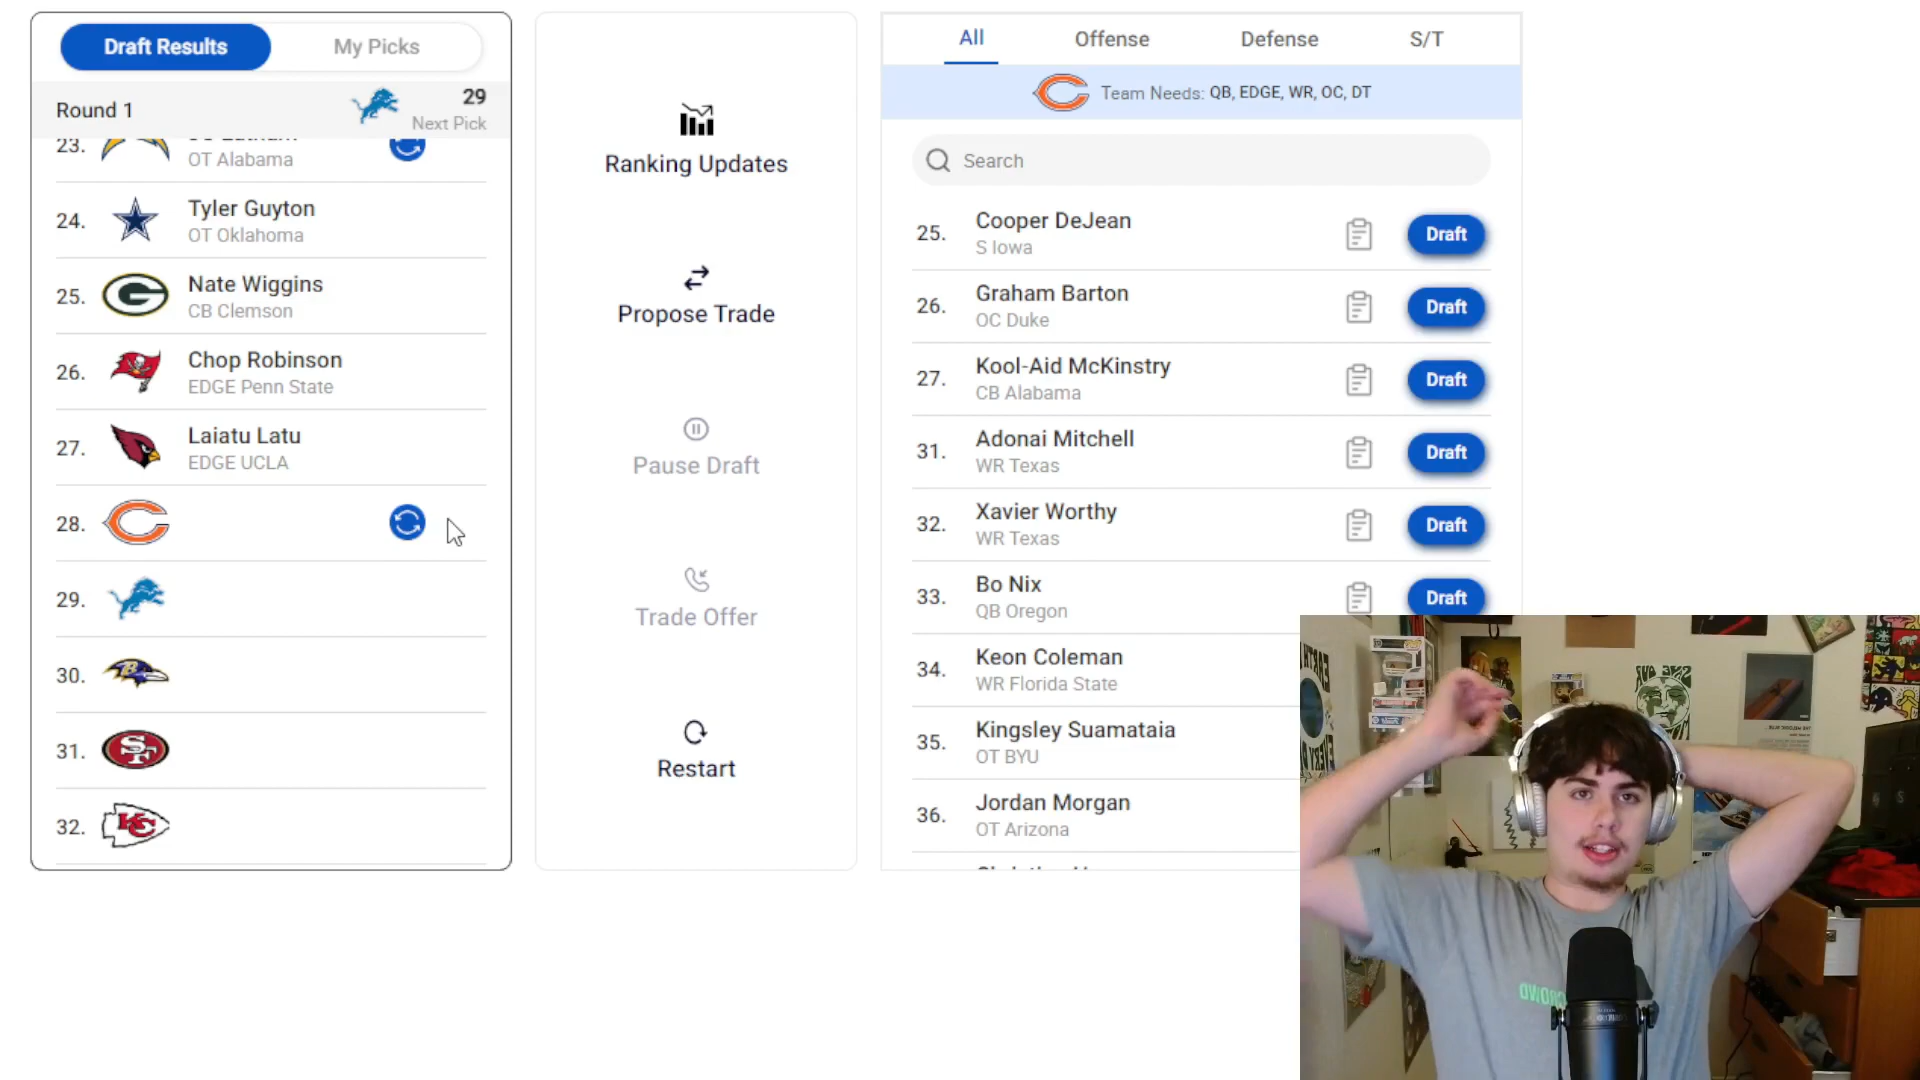 Draft Results
My Picks
Round 1
29
Next Pick
23.
OT Alabama
24.
Tyler Guyton
OT Oklahoma
25.
Nate Wiggins
CB Clemson
26.
Chop Robinson
EDGE Penn State
27.
Laiatu Latu
EDGE UCLA
28.
29.
30.
31.
32.
Ranking Updates
Propose Trade
Pause Draft
Trade Offer
Restart
All
Offense
Defense
S/T
Team Needs: QB, EDGE, WR, OC, DT
Search
25.
Cooper DeJean
S Iowa
Draft
26.
Graham Barton
OC Duke
Draft
27.
Kool-Aid McKinstry
CB Alabama
Draft
31.
Adonai Mitchell
WR Texas
Draft
32.
Xavier Worthy
WR Texas
Draft
33.
Bo Nix
QB Oregon
Draft
34.
Keon Coleman
WR Florida State
35.
Kingsley Suamataia
OT BYU
36.
Jordan Morgan
OT Arizona